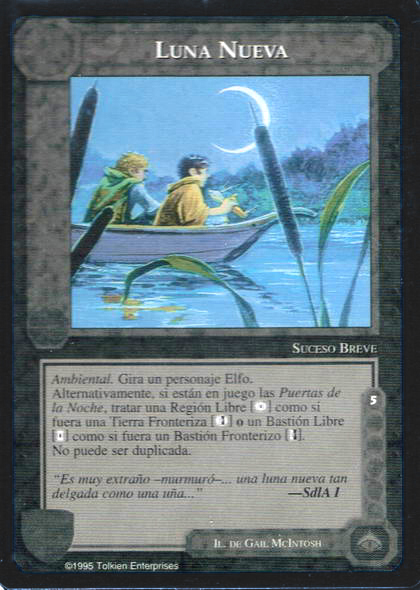 LUNA NUEVA
SUCESO BREVE
Ambiental. Gira un personaje Elfo.
Alternativamente, si están en juego las Puertas de
la Noche, tratar una Región Libre [] como si
fuera una Tierra Fronteriza [] o un Bastión Libre
[] como si fuera un Bastión Fronterizo [].
No puede ser duplicada.
5
“Es muy extraño –murmuró–... una luna nueva tan
delgada como una uña...” —SdlA I
IL. DE GAIL MCINTOSH
©1995 Tolkien Enterprises